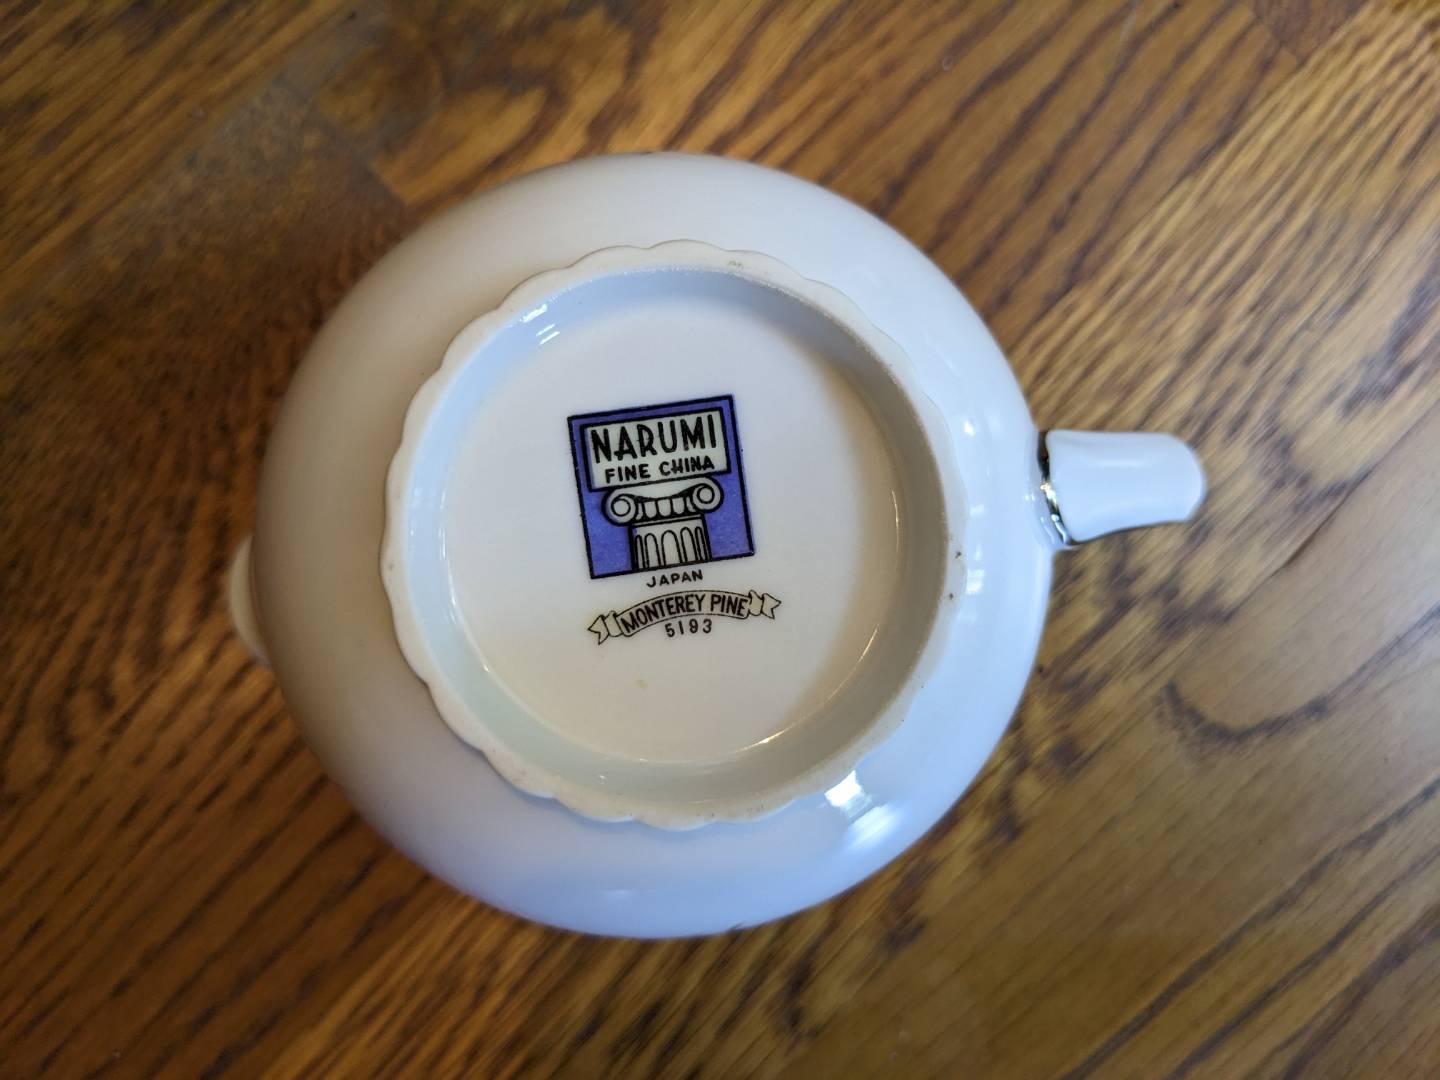 NARUMI
FINE CHINA
JAPAN
MONTEREY PINE
5193